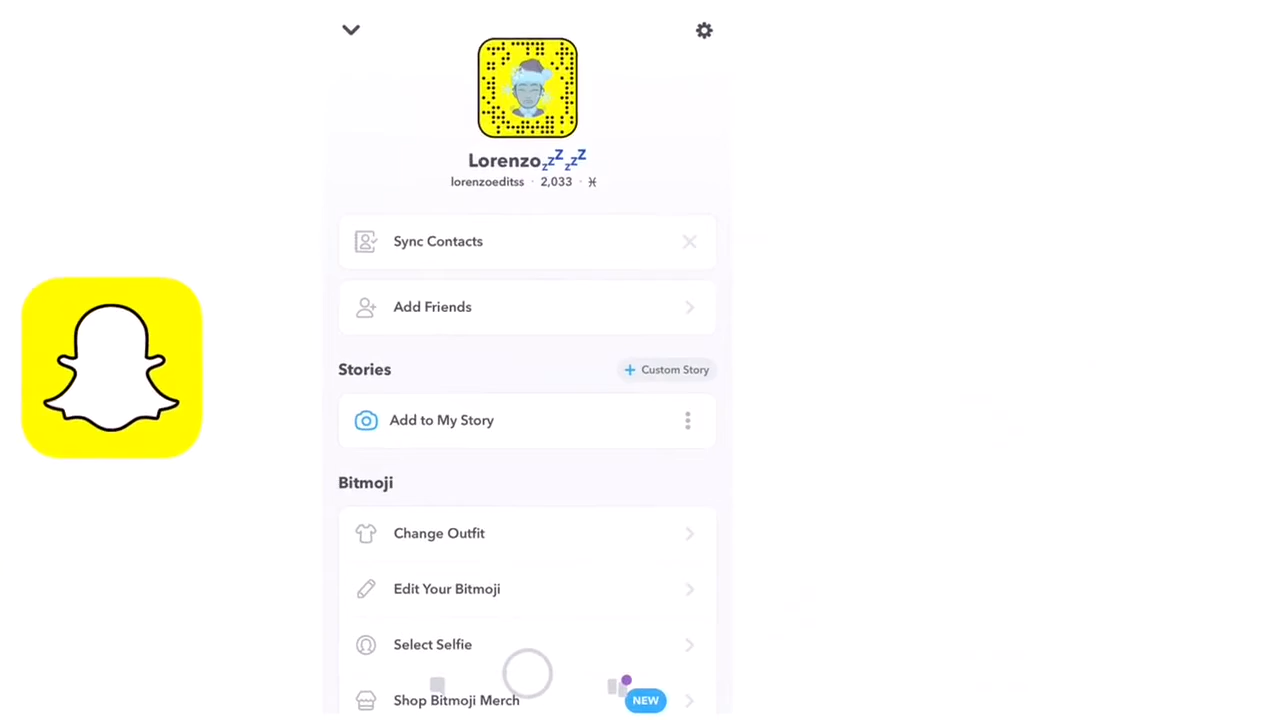 Lorenzo💤💤
lorenzoeditss · 2,033 · ♓
Sync Contacts
Add Friends
Stories
+ Custom Story
Add to My Story
Bitmoji
Change Outfit
Edit Your Bitmoji
Select Selfie
Shop Bitmoji Merch
NEW